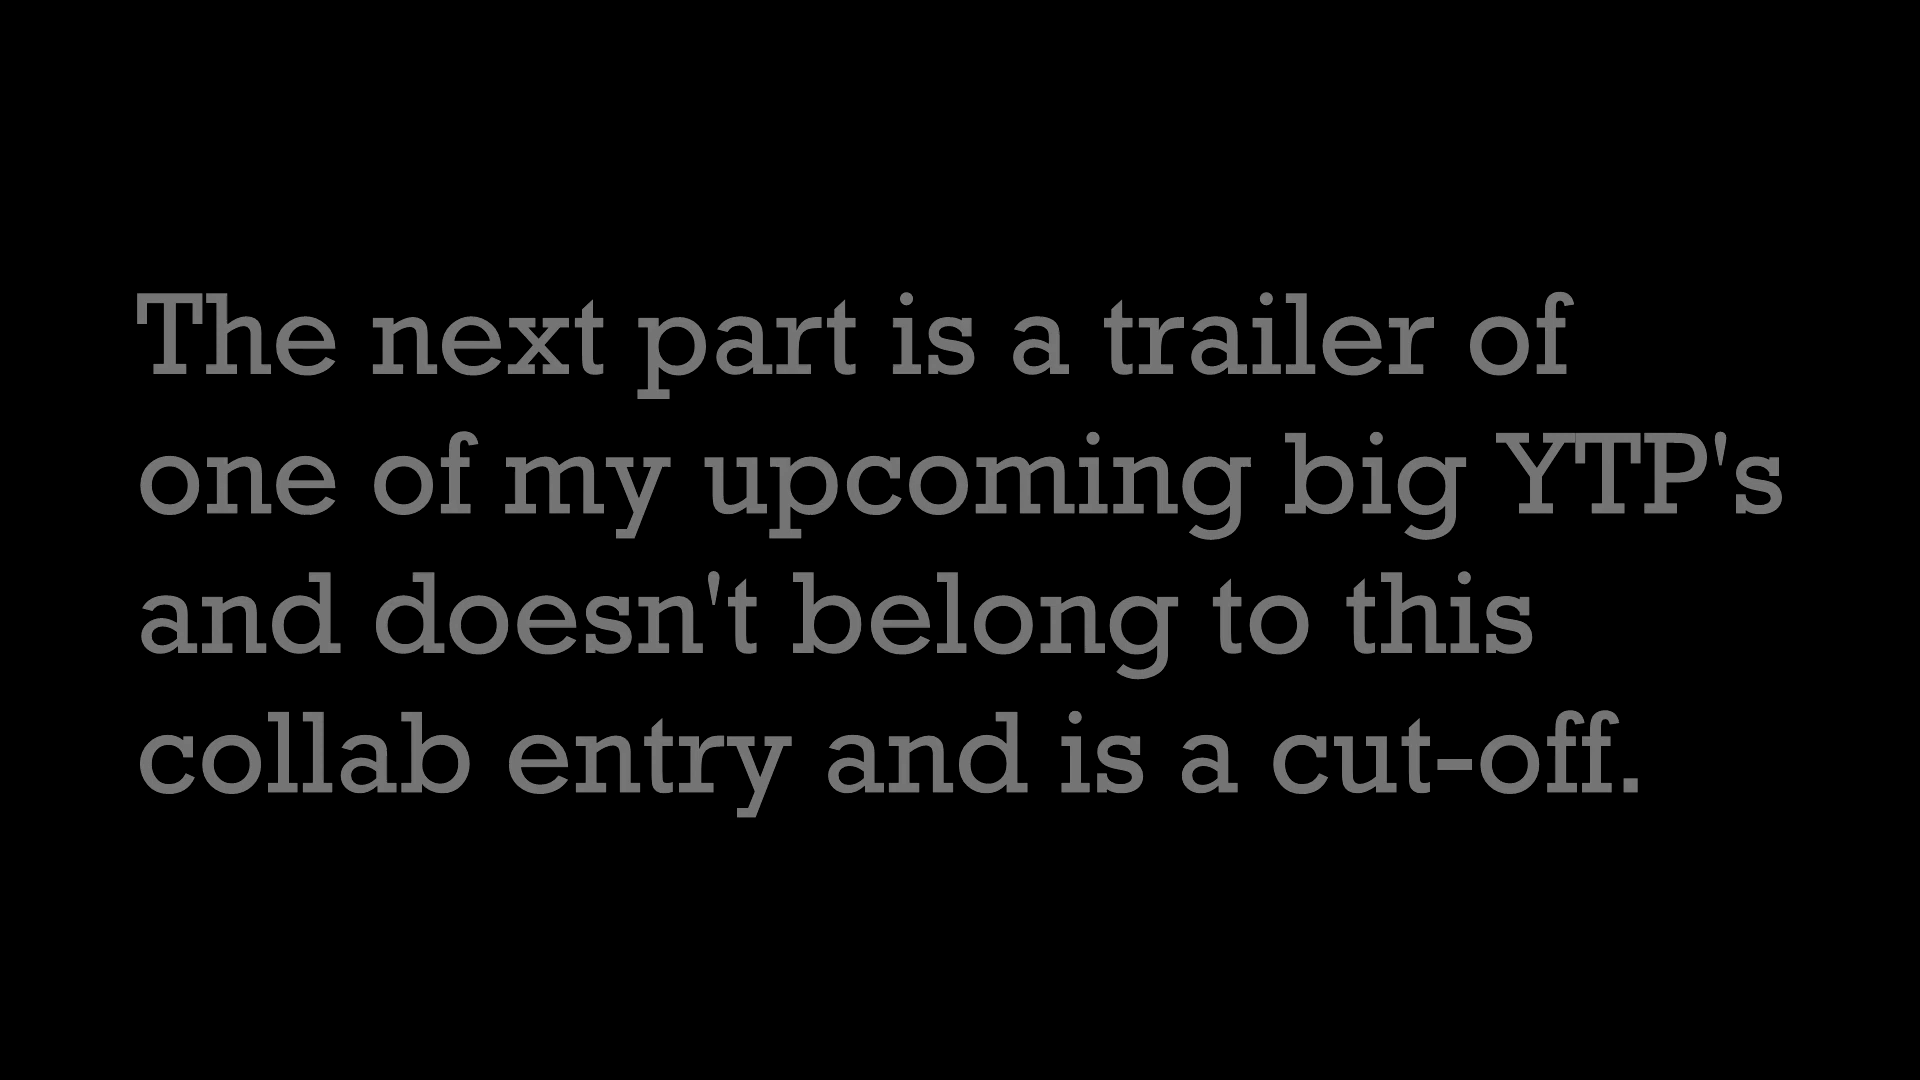 The next part is a trailer of
one of my upcoming big YTP's
and doesn't belong to this
collab entry and is a cut-off.